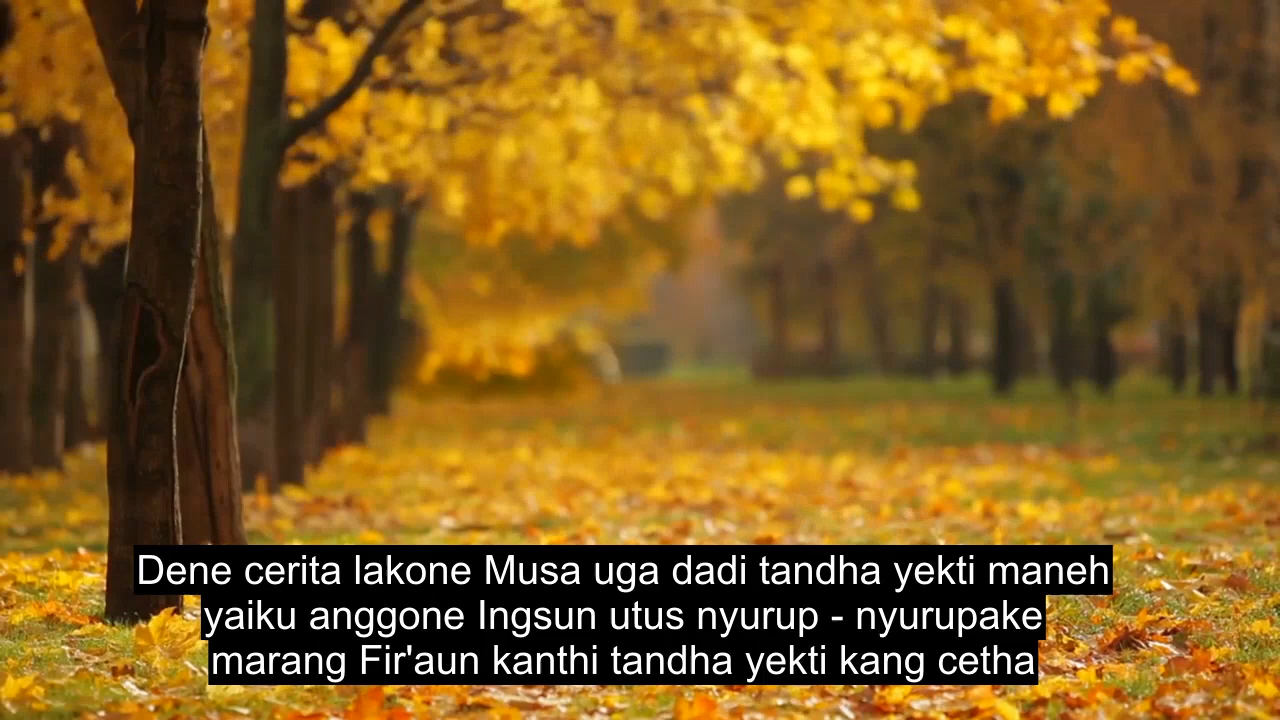 Dene cerita lakone Musa uga dadi tandha yekti maneh
yaiku anggone Ingsun utus nyurup - nyurupake
marang Fir'aun kanthi tandha yekti kang cetha